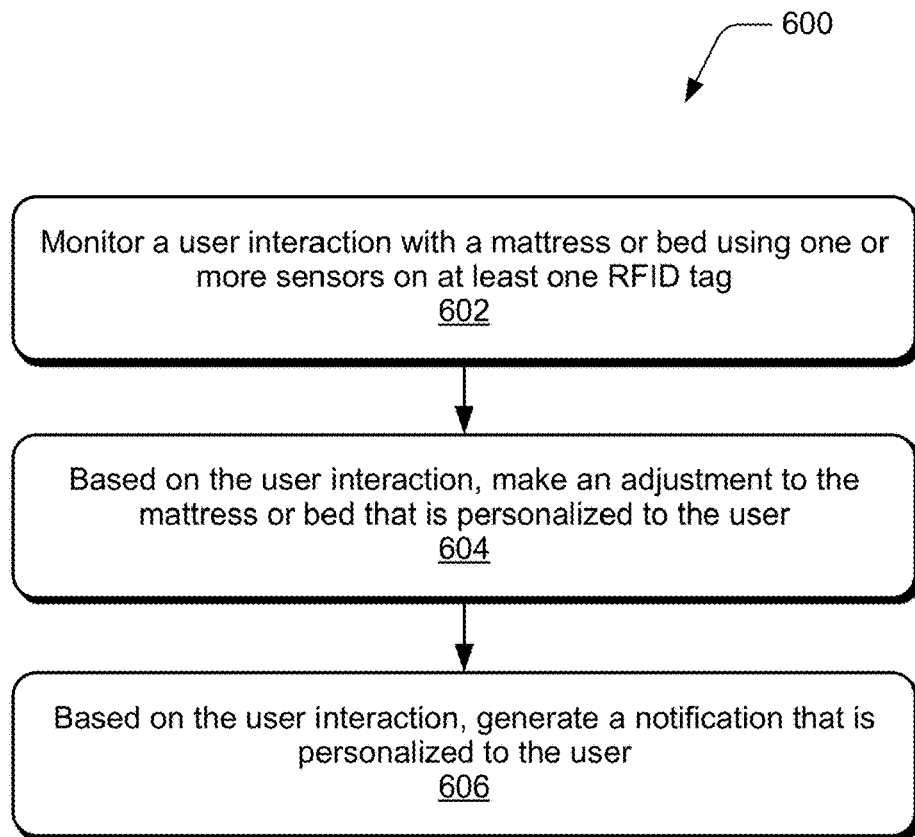 600
Monitor a user interaction with a mattress or bed using one or
more sensors on at least one RFID tag
602
Based on the user interaction, make an adjustment to the
mattress or bed that is personalized to the user
604
Based on the user interaction, generate a notification that is
personalized to the user
606